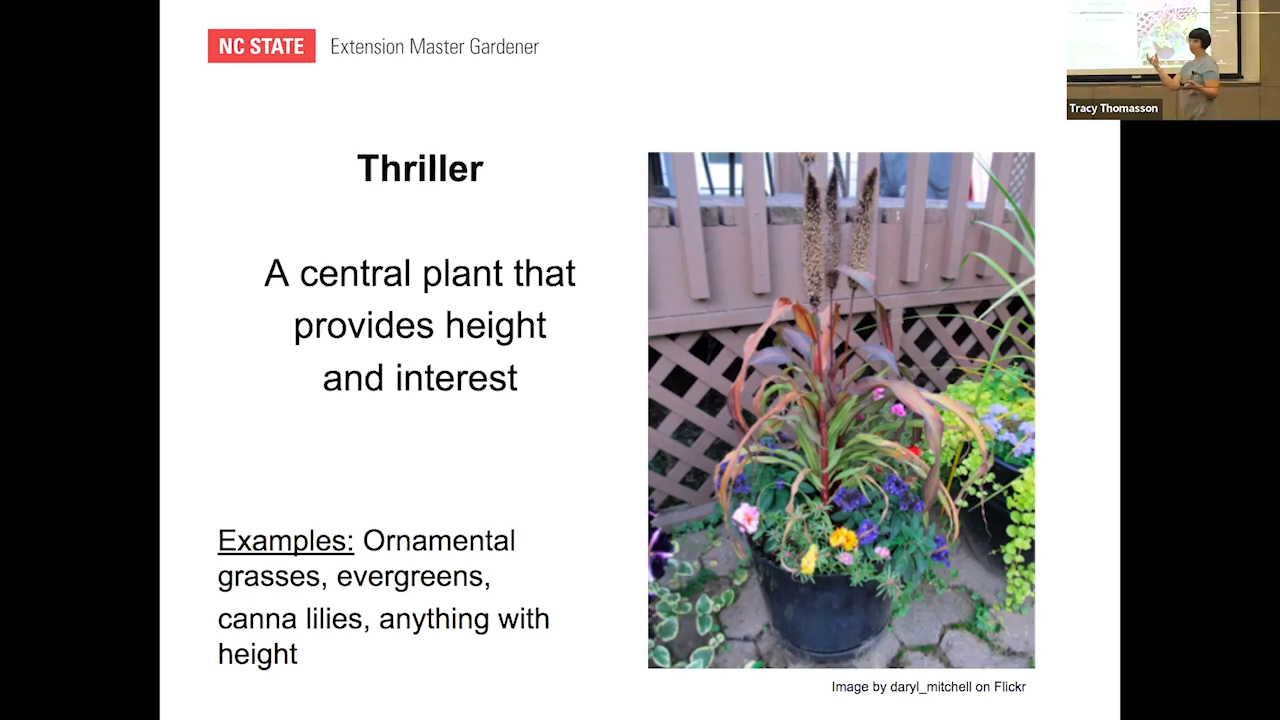 NC STATE Extension Master Gardener
Tracy Thomasson
Thriller
A central plant that
provides height
and interest
Examples: Ornamental
grasses, evergreens,
canna lilies, anything with
height
Image by daryl_mitchell on Flickr